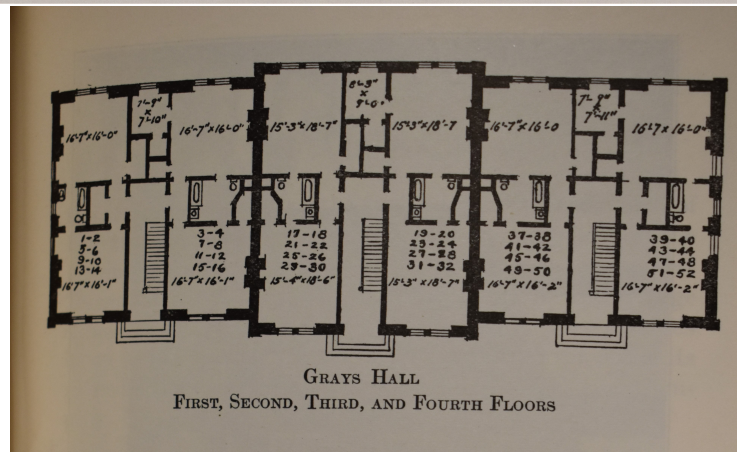 16'-7"X16'-0"
7'-9"
X
7'-10"
16'-7"X16'-0"
15'-3"X18'-7"
8'-3"
X
9'-0"
15'-3"X18'-7
16'-7"X16'-0
7'-9"
X
7'-11"
16'-7X16'-0"
1-2
5-6
9-10
13-14
16'7"X16'-1"
3-4
7-8
11-12
15-16
16'-7"X16'-1"
17-18
21-22
25-26
29-30
15'-4"X18'-6"
19-20
23-24
27-28
31-32
15'-3"X18'-7"
37-38
41-42
45-46
49-50
16'-7"X16'-2"
39-40
43-44
47-48
51-52
16'-7"X16'-2"
GRAYS HALL
FIRST, SECOND, THIRD, AND FOURTH FLOORS